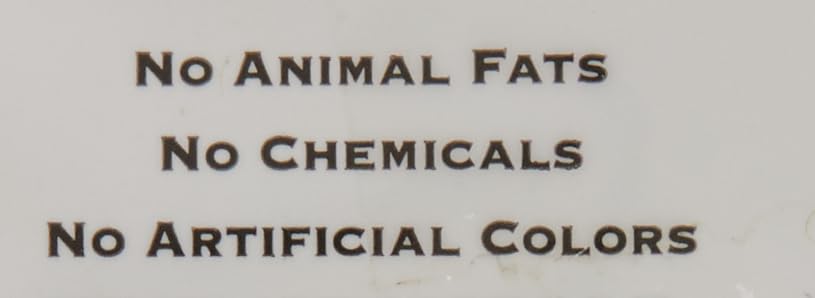 No Animal Fats
No Chemicals
No Artificial Colors